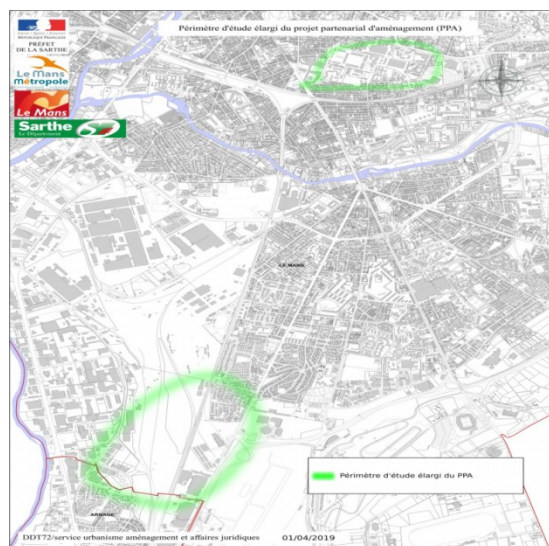 Périmètre d'étude élargi du projet partenarial d'aménagement (PPA)
RÉPUBLIQUE FRANÇAISE
PRÉFET
DE LA SARTHE
Le Mans
Métropole
Le Mans
Sarthe
Le Département
LE MANS
Périmètre d'étude élargi du PPA
ARNAGE
DDT72/service urbanisme aménagement et affaires juridiques 01/04/2019